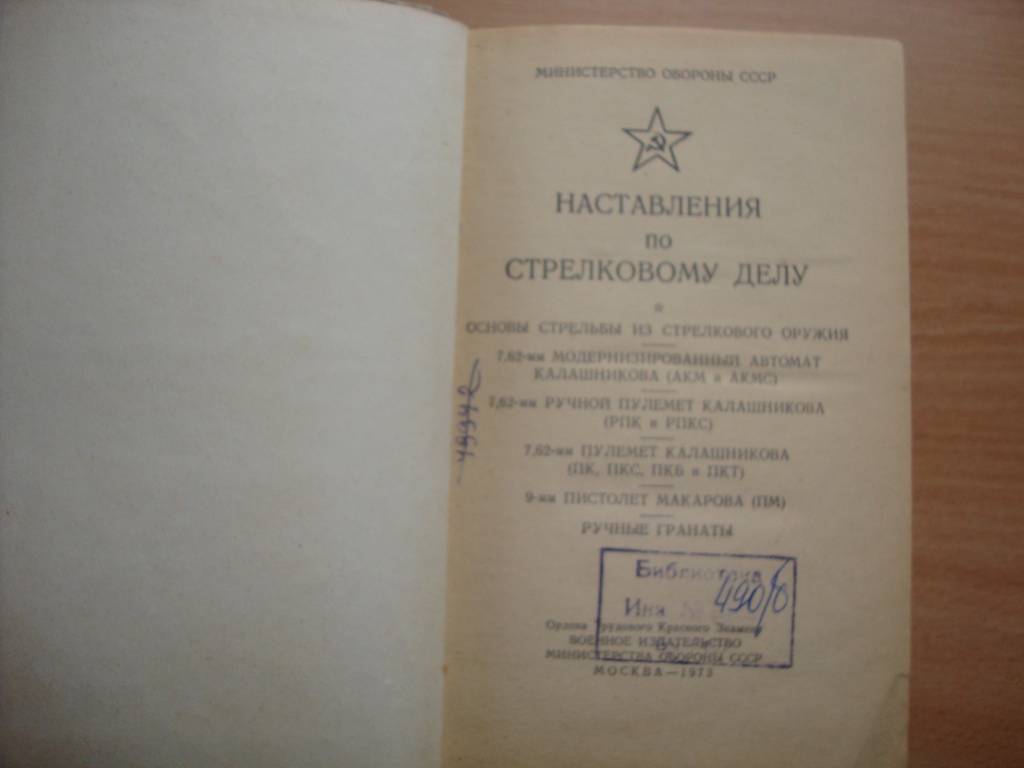 МИНИСТЕРСТВО ОБОРОНЫ СССР
НАСТАВЛЕНИЯ
ПО
СТРЕЛКОВОМУ ДЕЛУ
ОСНОВЫ СТРЕЛЬБЫ ИЗ СТРЕЛКОВОГО ОРУЖИЯ
7,62-мм МОДЕРНИЗИРОВАННЫЙ АВТОМАТ
КАЛАШНИКОВА (АКМ и АКМС)
7,62-мм РУЧНОЙ ПУЛЕМЕТ КАЛАШНИКОВА
(РПК и РПКС)
7,62-мм ПУЛЕМЕТ КАЛАШНИКОВА
(ПК, ПКС, ПКБ и ПКТ)
9-мм ПИСТОЛЕТ МАКАРОВА (ПМ)
РУЧНЫЕ ГРАНАТЫ
Библиотека
Инв №
Ордена Трудового Красного Знамени
ВОЕННОЕ ИЗДАТЕЛЬСТВО
МИНИСТЕРСТВА ОБОРОНЫ СССР
МОСКВА — 1973